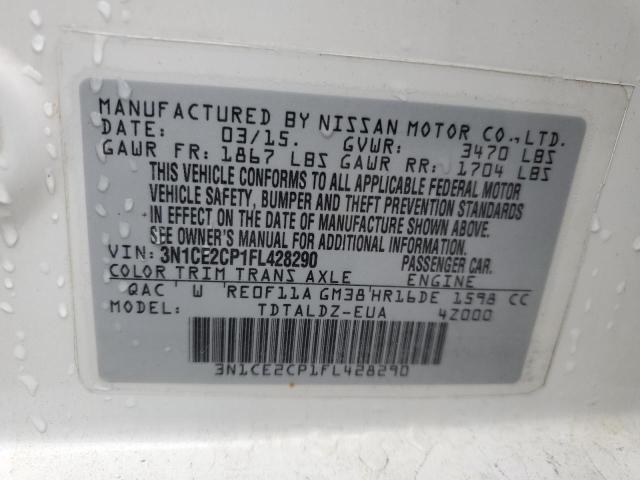 MANUFACTURED BY NISSAN MOTOR CO., LTD.
DATE: 03/15. GVWR: 3470 LBS
GAWR FR: 1867 LBS GAWR RR: 1704 LBS
THIS VEHICLE CONFORMS TO ALL APPLICABLE FEDERAL MOTOR
VEHICLE SAFETY, BUMPER AND THEFT PREVENTION STANDARDS
IN EFFECT ON THE DATE OF MANUFACTURE SHOWN ABOVE.
SEE OWNER'S MANUAL FOR ADDITIONAL INFORMATION.
VIN: 3N1CE2CP1FL428290 PASSENGER CAR.
COLOR TRIM TRANS AXLE ENGINE
QAC W RE0F11A GM38 HR16DE 1598 CC
MODEL: TDTALDZ-EUA 4Z000
3N1CE2CP1FL428290